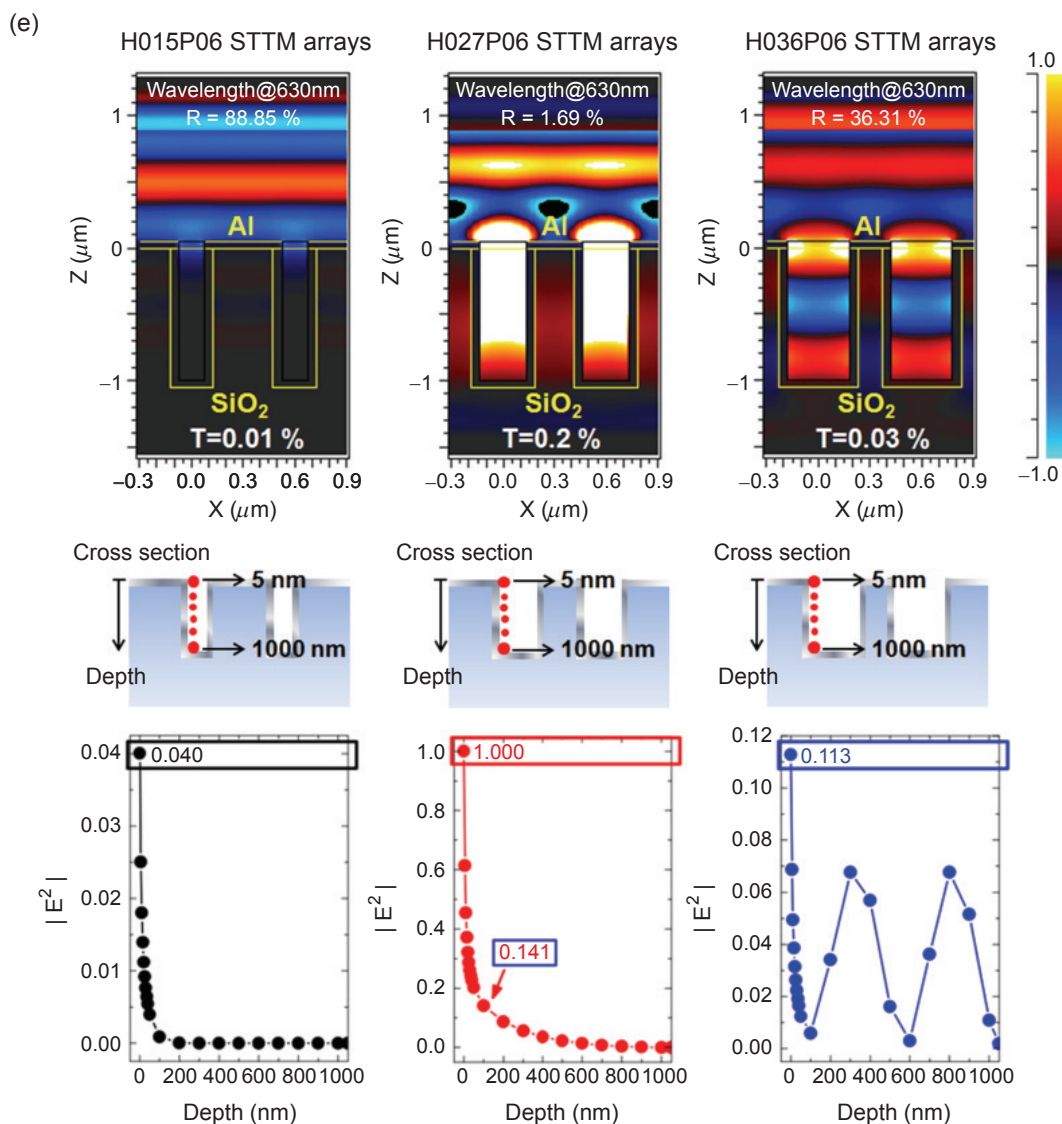 (e)
H015P06 STTM arrays
H027P06 STTM arrays
H036P06 STTM arrays
Wavelength@630nm
R = 88.85 %
Wavelength@630nm
R = 1.69 %
Wavelength@630nm
R = 36.31 %
1.0
−1.0
Z (μm)
1
0
−1
Al
SiO2
T=0.01 %
−0.3 0.0 0.3 0.6 0.9
X (μm)
Z (μm)
1
0
−1
Al
SiO2
T=0.2 %
−0.3 0.0 0.3 0.6 0.9
X (μm)
Z (μm)
1
0
−1
Al
SiO2
T=0.03 %
−0.3 0.0 0.3 0.6 0.9
X (μm)
Cross section
5 nm
1000 nm
Depth
Cross section
5 nm
1000 nm
Depth
Cross section
5 nm
1000 nm
Depth
0.04
0.03
0.02
0.01
0.00
| E² |
0.040
0 200 400 600 800 1000
Depth (nm)
1.0
0.8
0.6
0.4
0.2
0.0
| E² |
1.000
0.141
0 200 400 600 800 1000
Depth (nm)
0.12
0.10
0.08
0.06
0.04
0.02
0.00
| E² |
0.113
0 200 400 600 800 1000
Depth (nm)